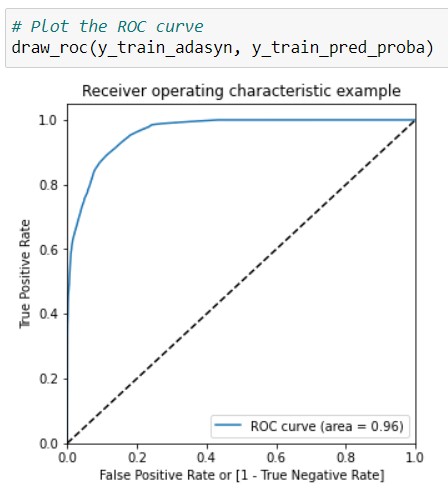 # Plot the ROC curve
draw_roc(y_train_adasyn, y_train_pred_proba)
Receiver operating characteristic example
True Positive Rate
1.0
0.8
0.6
0.4
0.2
0.0
ROC curve (area = 0.96)
0.0 0.2 0.4 0.6 0.8 1.0
False Positive Rate or [1 - True Negative Rate]